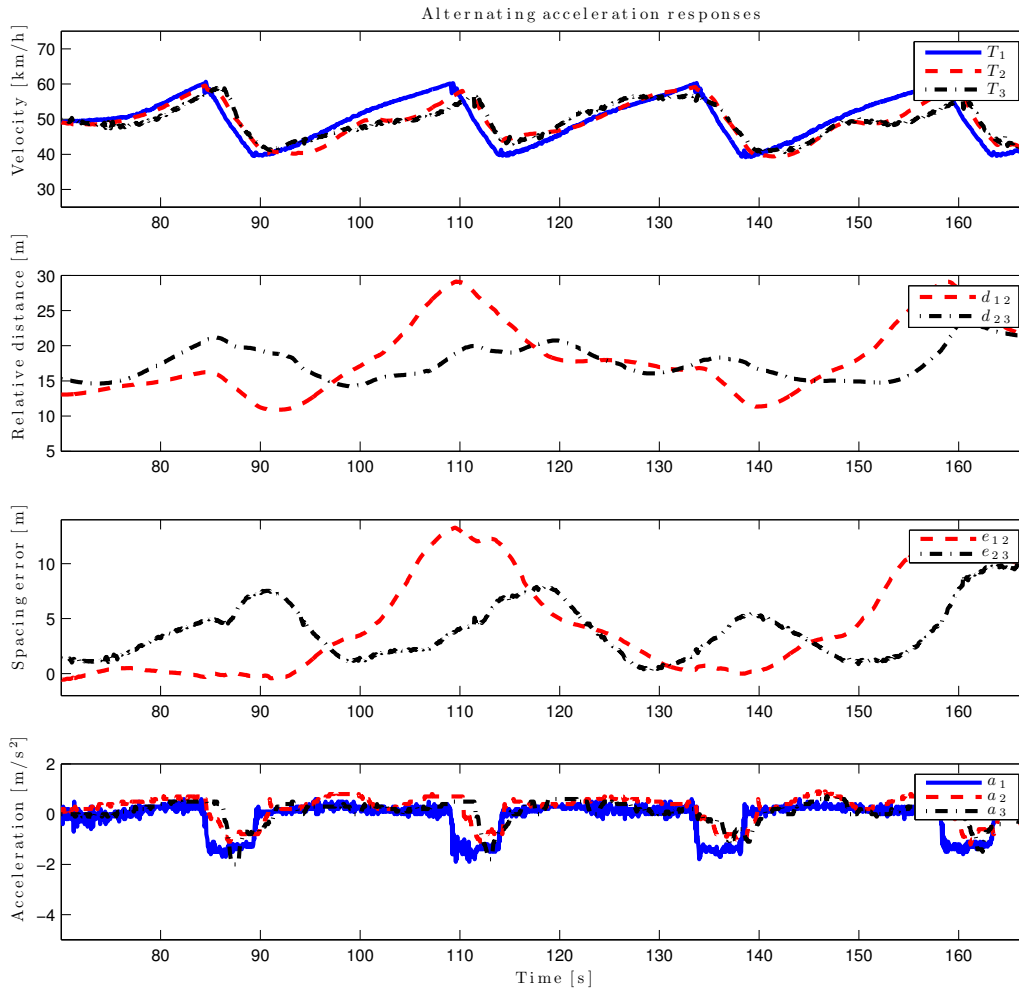 Alternating acceleration responses
Velocity [km/h]
70
60
50
40
30
80 90 100 110 120 130 140 150 160
T1
T2
T3
Relative distance [m]
30
25
20
15
10
5
80 90 100 110 120 130 140 150 160
d12
d23
Spacing error [m]
10
5
0
80 90 100 110 120 130 140 150 160
e12
e23
Acceleration [m/s²]
2
0
−2
−4
80 90 100 110 120 130 140 150 160
a1
a2
a3
Time [s]